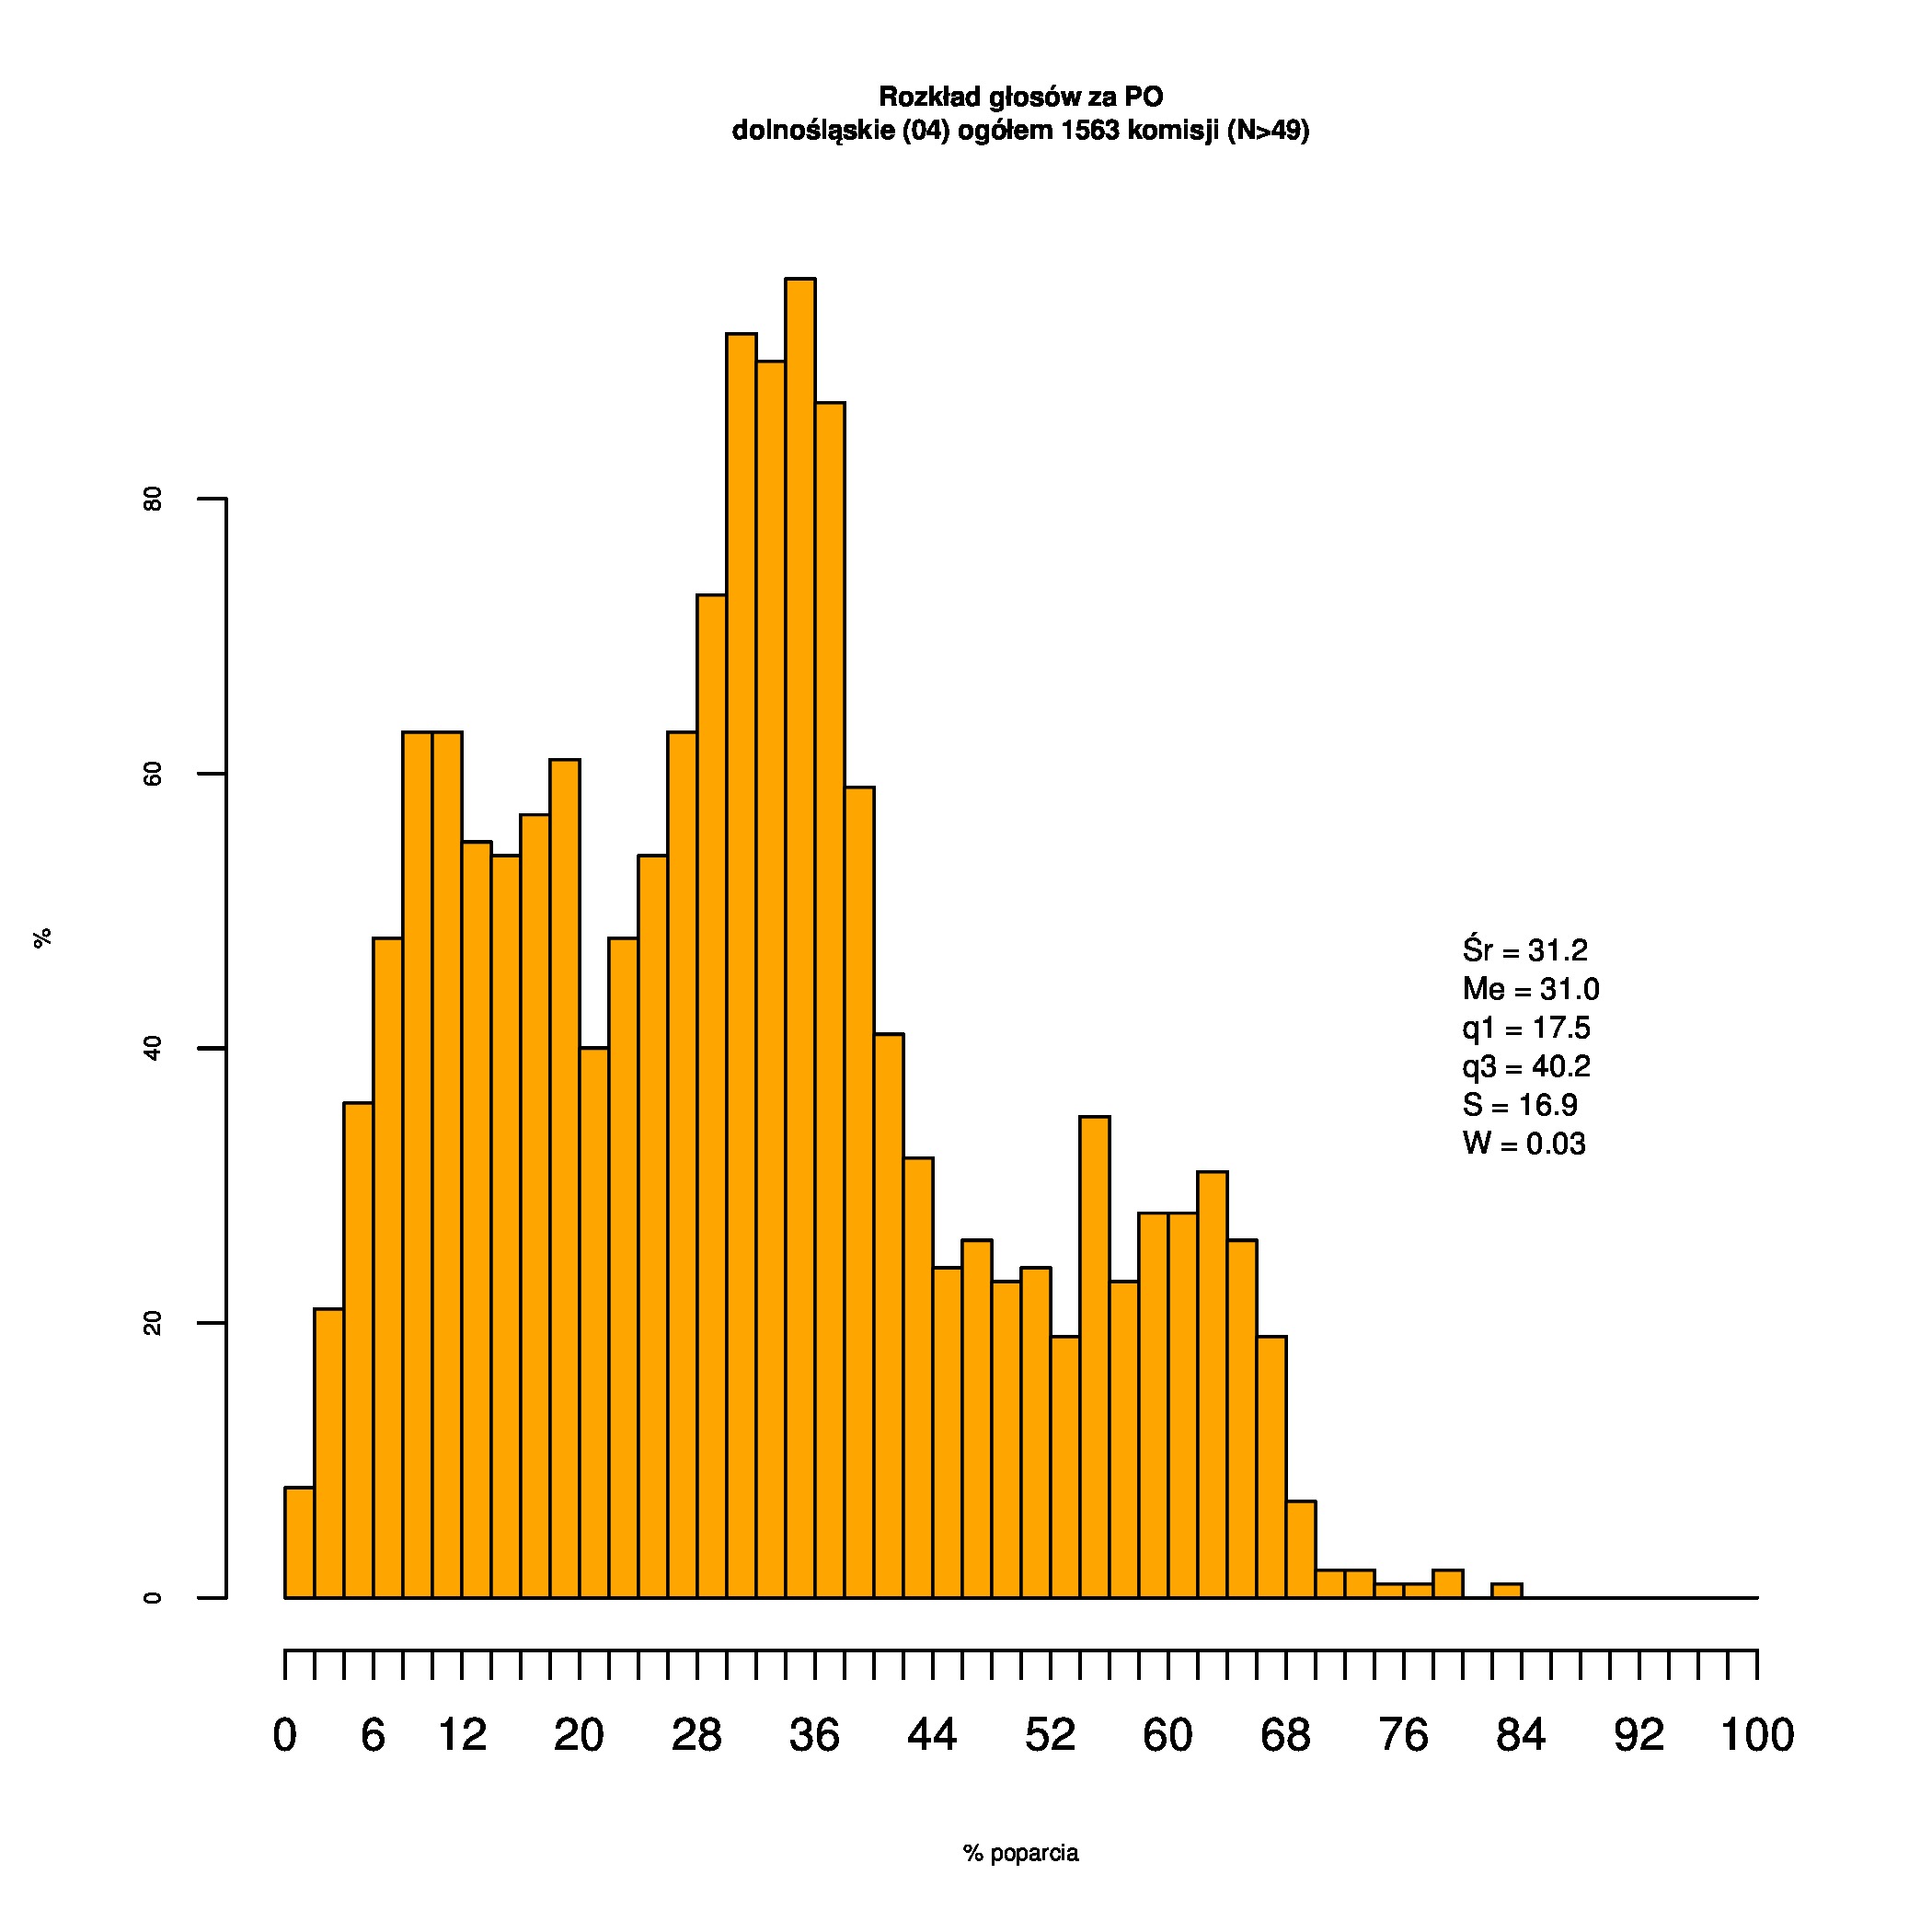 Rozkład głosów za PO
dolnośląskie (04) ogółem 1563 komisji (N>49)
%
80
60
40
20
0
Śr = 31.2
Me = 31.0
q1 = 17.5
q3 = 40.2
S = 16.9
W = 0.03
0 6 12 20 28 36 44 52 60 68 76 84 92 100
% poparcia